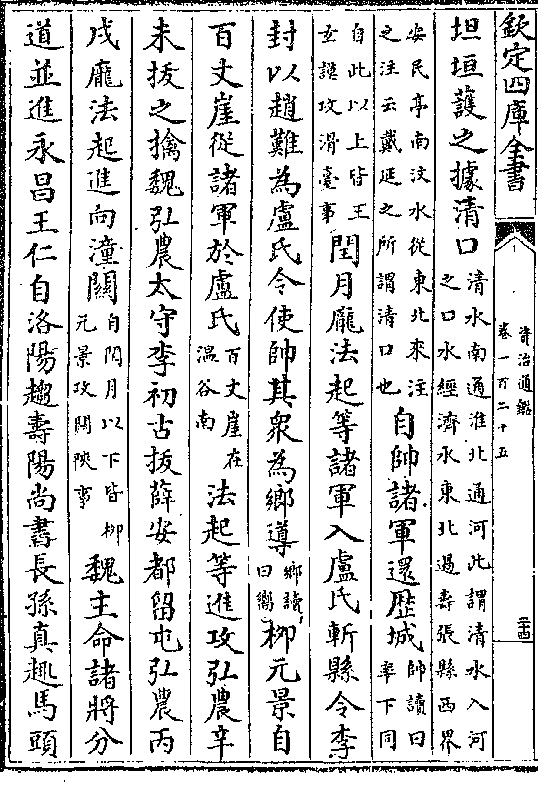 欽定四庫全書
資治通鑑
卷一百二十五
二十四
坦垣護之據清口清水南通淮北通河此謂清水入河
之口水經濟水東北過壽張縣西界
安民亭南汶水從東北來注
之注云戴延之所謂清口也自帥諸軍還歴城帥讀曰
率下同
自此以上皆王
玄謨攻滑臺事閏月龎法起等諸軍入盧氏斬縣令李
封以趙難為盧氏令使帥其衆為鄉導鄉讀
曰嚮柳元景自
百丈崖從諸軍於盧氏百丈崖在
温谷南法起等進攻弘農辛
未拔之擒魏弘農太守李初古拔薛安都留屯弘農丙
戌龎法起進向潼關自閏月以下皆柳
元景攻關陜事魏主命諸將分
道並進永昌王仁自洛陽趨壽陽尚書長孫真趨馬頭